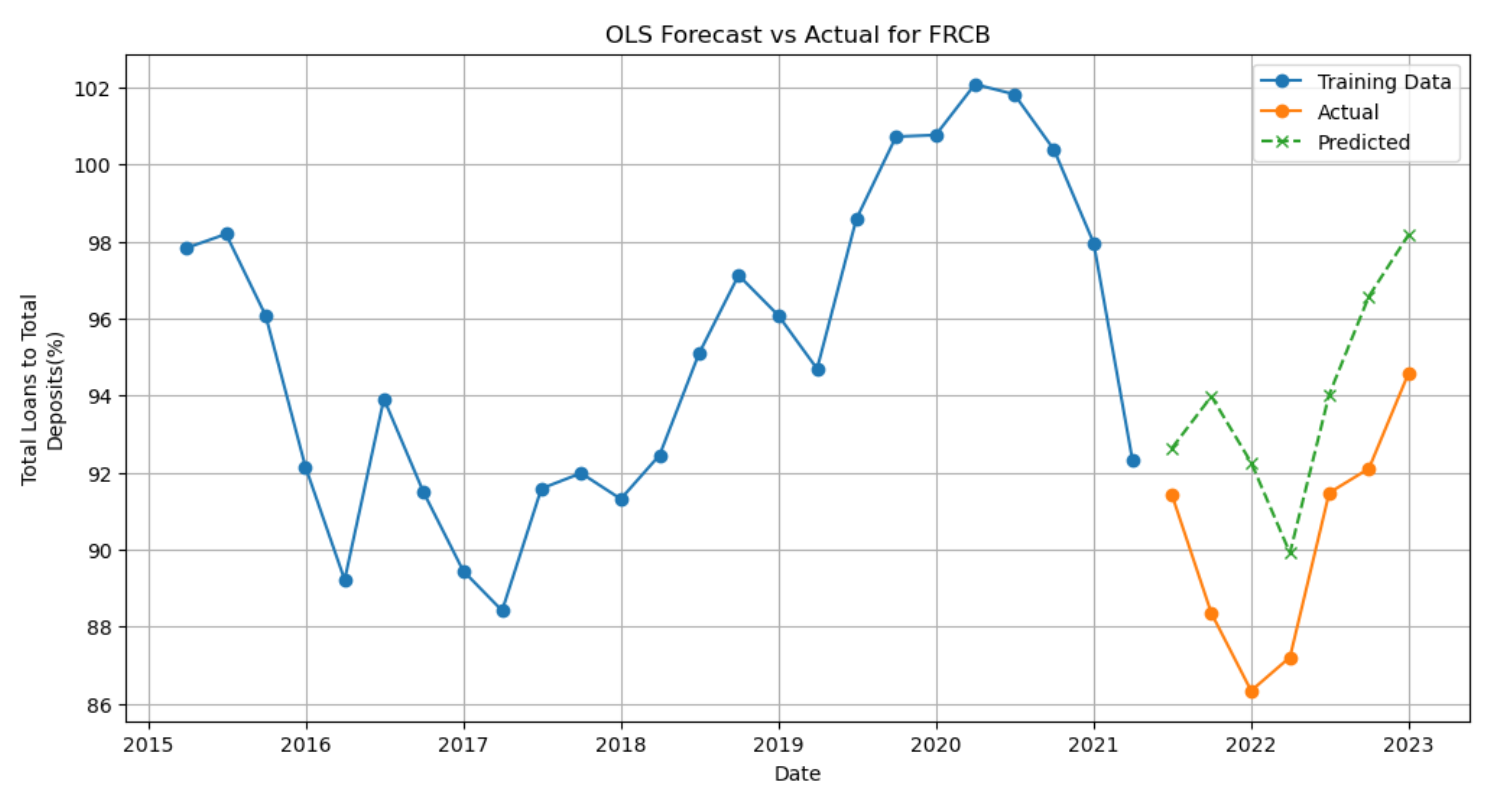 OLS Forecast vs Actual for FRCB
Training Data
Actual
Predicted
Total Loans to Total
Deposits(%)
102
100
98
96
94
92
90
88
86
2015 2016 2017 2018 2019 2020 2021 2022 2023
Date